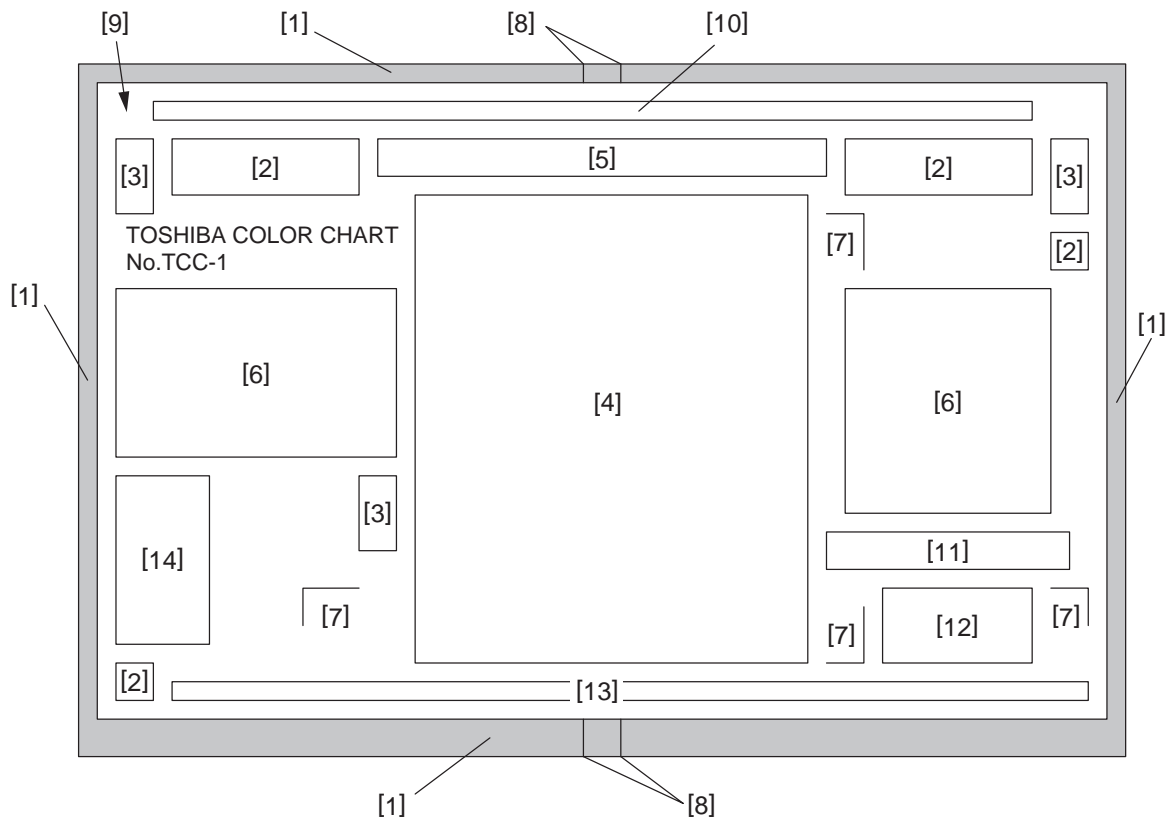 [9] [1] [8] [10]
[3] [2] [5] [2] [3]
TOSHIBA COLOR CHART
No.TCC-1
[7] [2]
[1] [1]
[6] [4] [6]
[3]
[14] [11]
[7] [7] [12] [7]
[2] [13]
[1] [8]